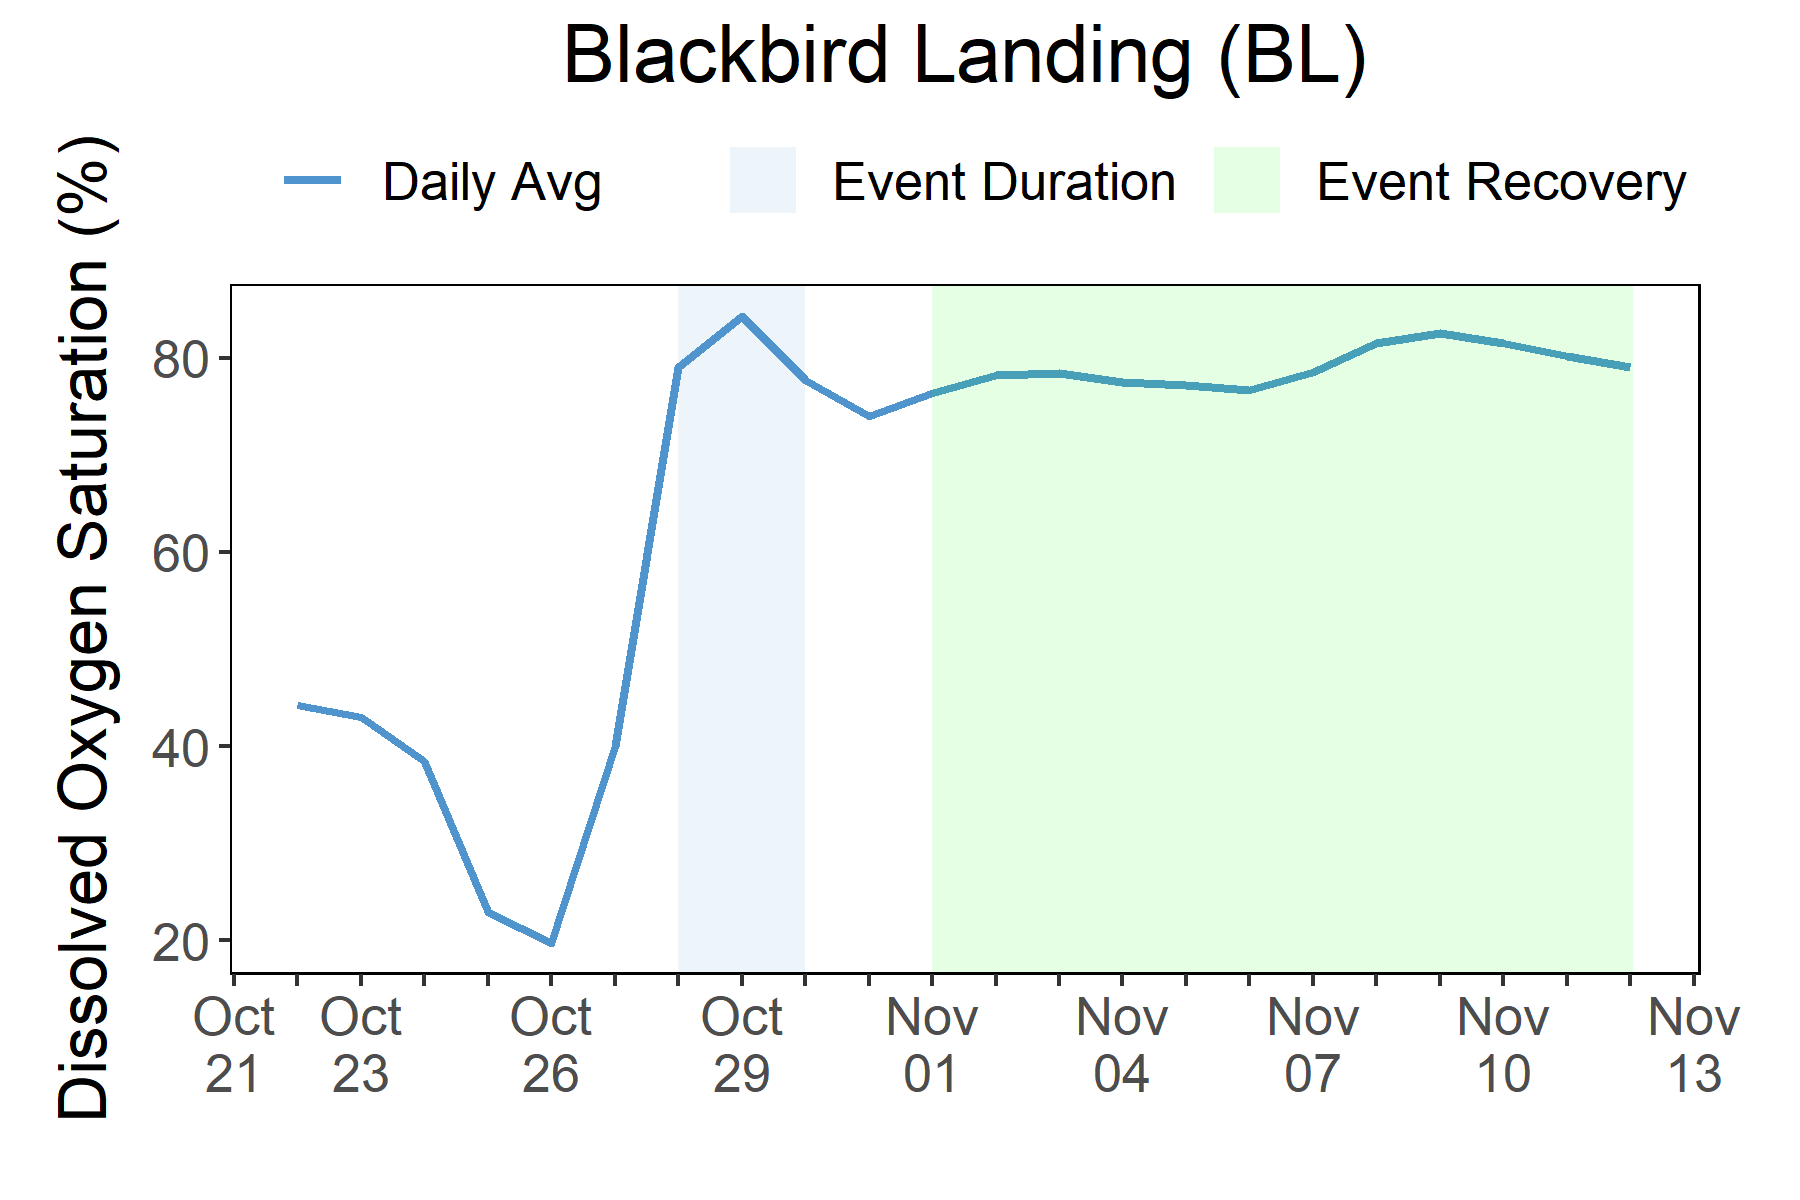 Blackbird Landing (BL)
Daily Avg
Event Duration
Event Recovery
Dissolved Oxygen Saturation (%)
80
60
40
20
Oct 21
Oct 23
Oct 26
Oct 29
Nov 01
Nov 04
Nov 07
Nov 10
Nov 13